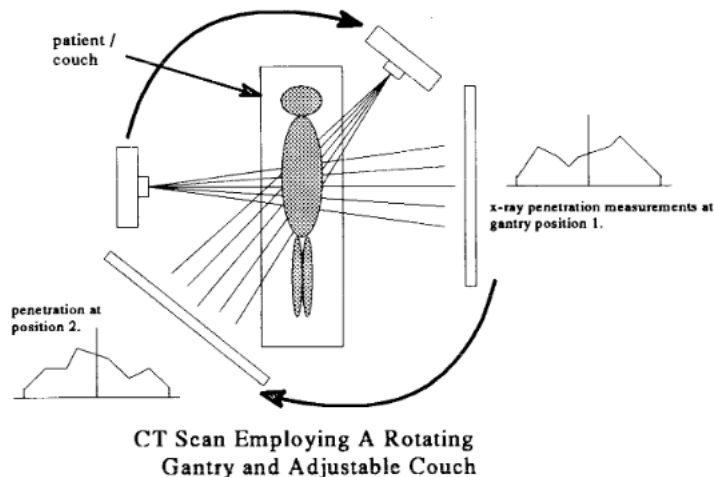 patient /
couch
x-ray penetration measurements at
gantry position 1.
penetration at
position 2.
CT Scan Employing A Rotating
Gantry and Adjustable Couch